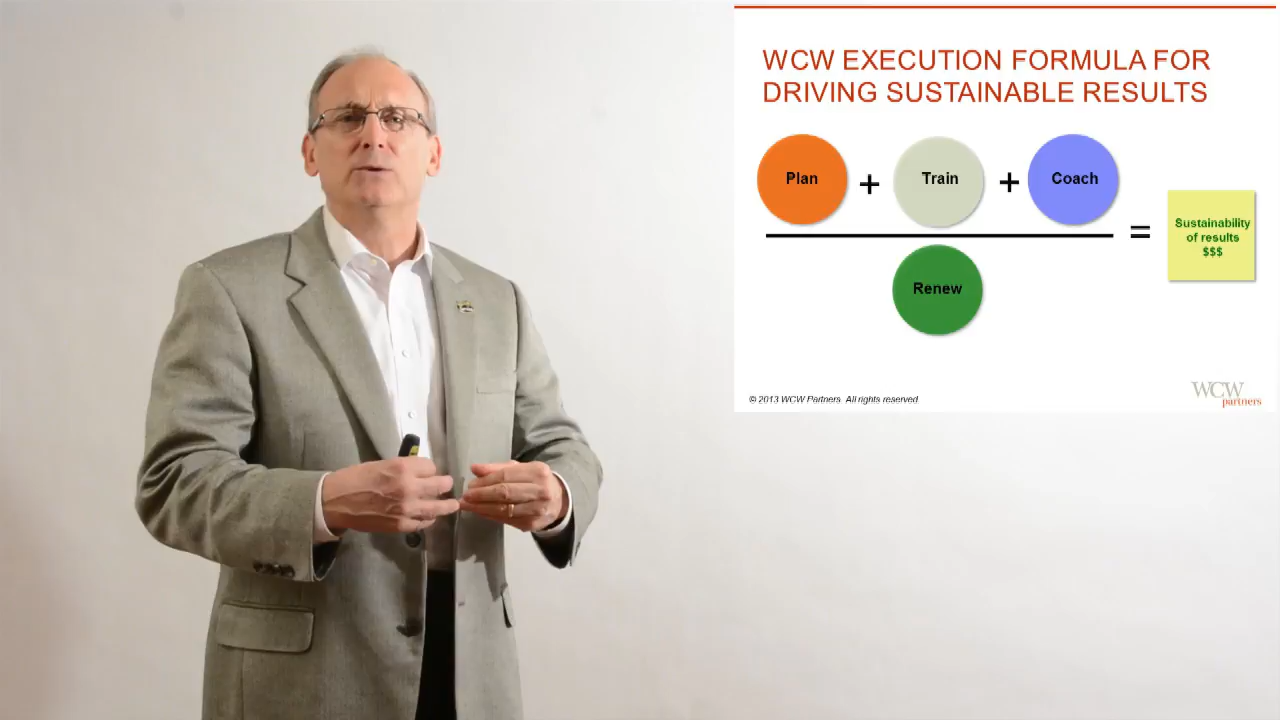 WCW EXECUTION FORMULA FOR
DRIVING SUSTAINABLE RESULTS
Plan + Train + Coach
=
Sustainability
of results
$$$
Renew
© 2013 WCW Partners All rights reserved.
WCW
partners